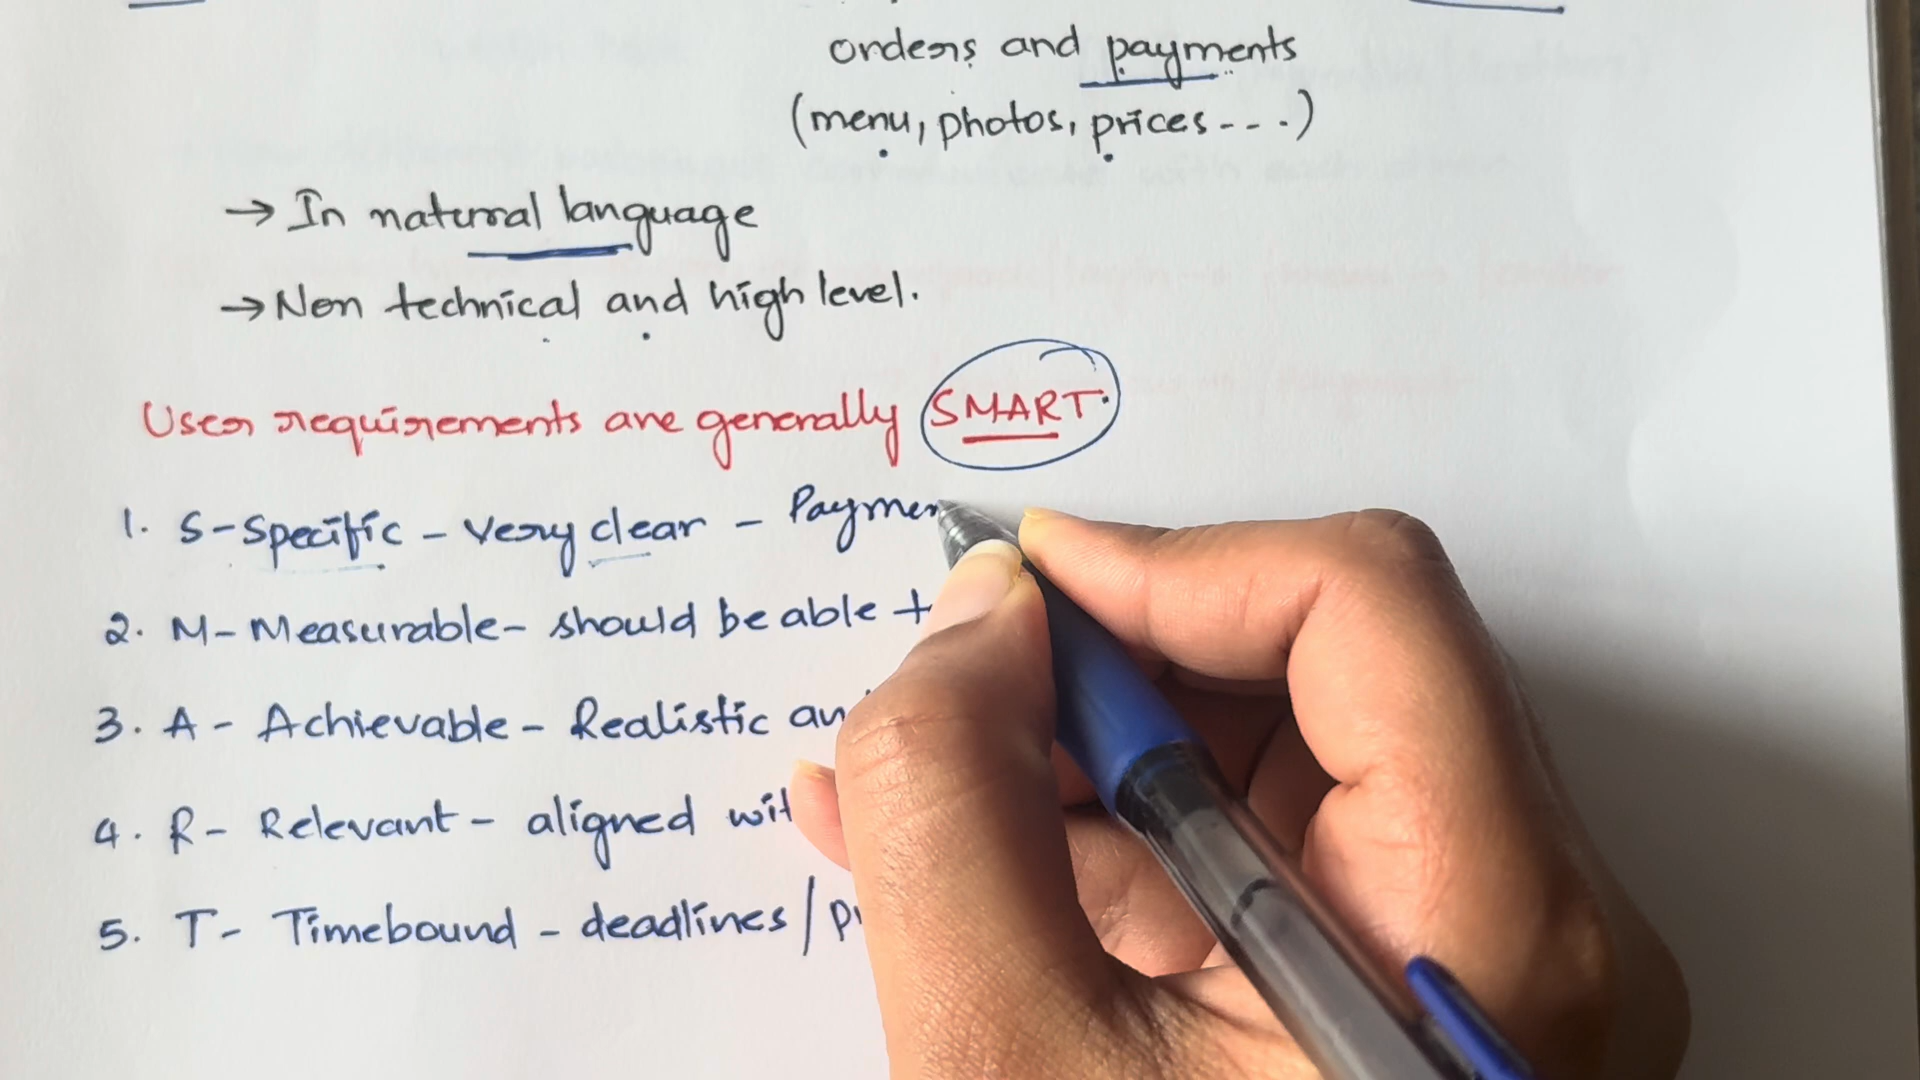 orders and payments
(menu, photos, prices---.)
→ In natural language
→ Non technical and high level.
User requirements are generally SMART.
1. S-Specific - very clear - Paymen
2. M- Measurable- should be able t
3. A - Achievable - Realistic an
4. R- Relevant - aligned wit
5. T- Timebound - deadlines/pr